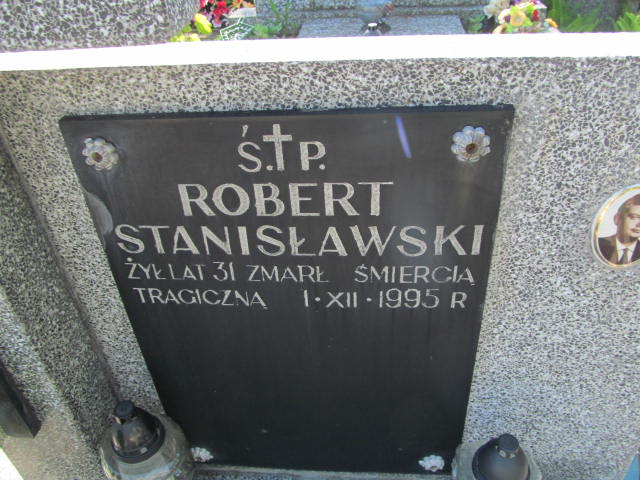 Ś.†P.
ROBERT
STANISŁAWSKI
ŻYŁ LAT 31 ZMARŁ ŚMIERCIĄ
TRAGICZNĄ 1·XII·1995 R